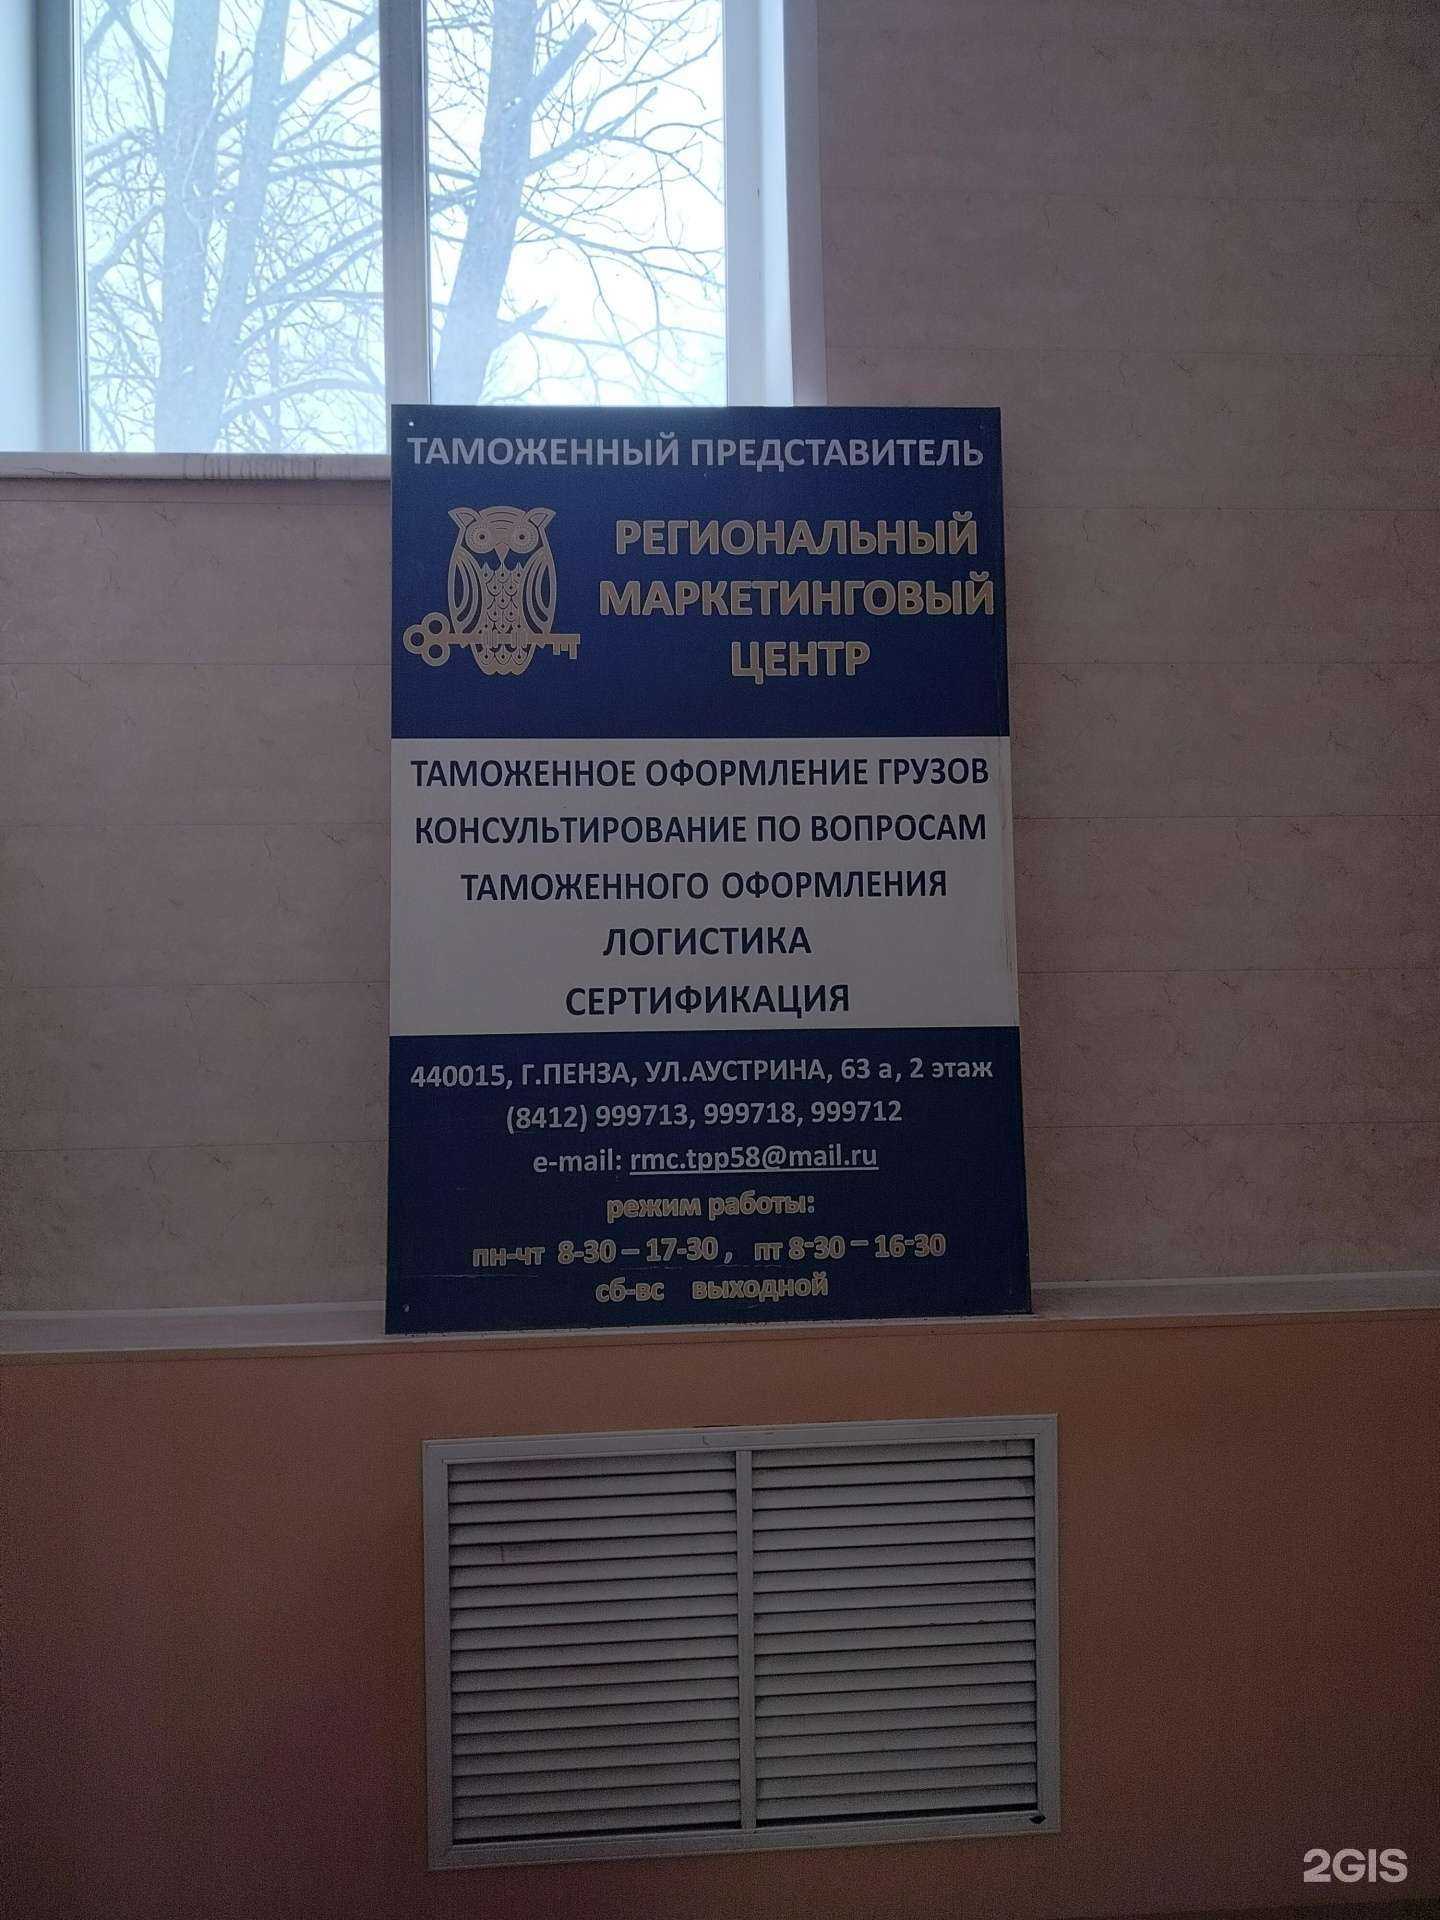 ТАМОЖЕННЫЙ ПРЕДСТАВИТЕЛЬ
РЕГИОНАЛЬНЫЙ
МАРКЕТИНГОВЫЙ
ЦЕНТР
ТАМОЖЕННОЕ ОФОРМЛЕНИЕ ГРУЗОВ
КОНСУЛЬТИРОВАНИЕ ПО ВОПРОСАМ
ТАМОЖЕННОГО ОФОРМЛЕНИЯ
ЛОГИСТИКА
СЕРТИФИКАЦИЯ
440015, Г.ПЕНЗА, УЛ.АУСТРИНА, 63 а, 2 этаж
(8412) 999713, 999718, 999712
e-mail: rmc.tpp58@mail.ru
режим работы:
пн-чт 8-30 – 17-30 , пт 8-30 – 16-30
сб-вс выходной
2GIS